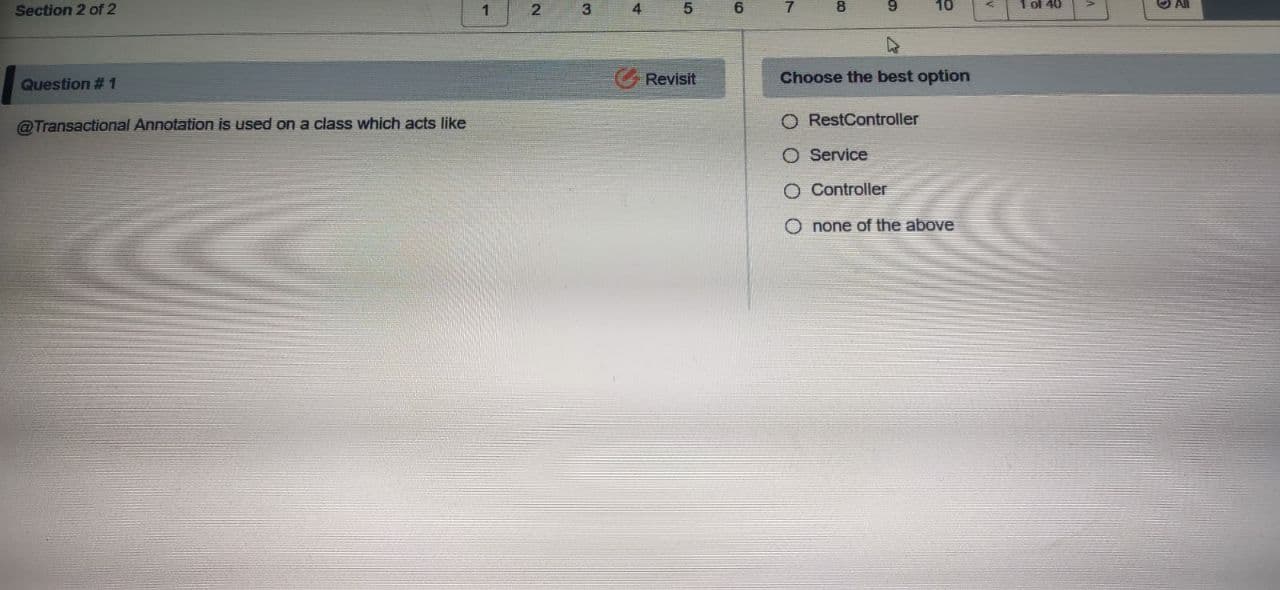 Section 2 of 2
1 2 3 4 5 6 7 8 9 10 < 1 of 40 > All
Question # 1
Revisit
@Transactional Annotation is used on a class which acts like
Choose the best option
RestController
Service
Controller
none of the above